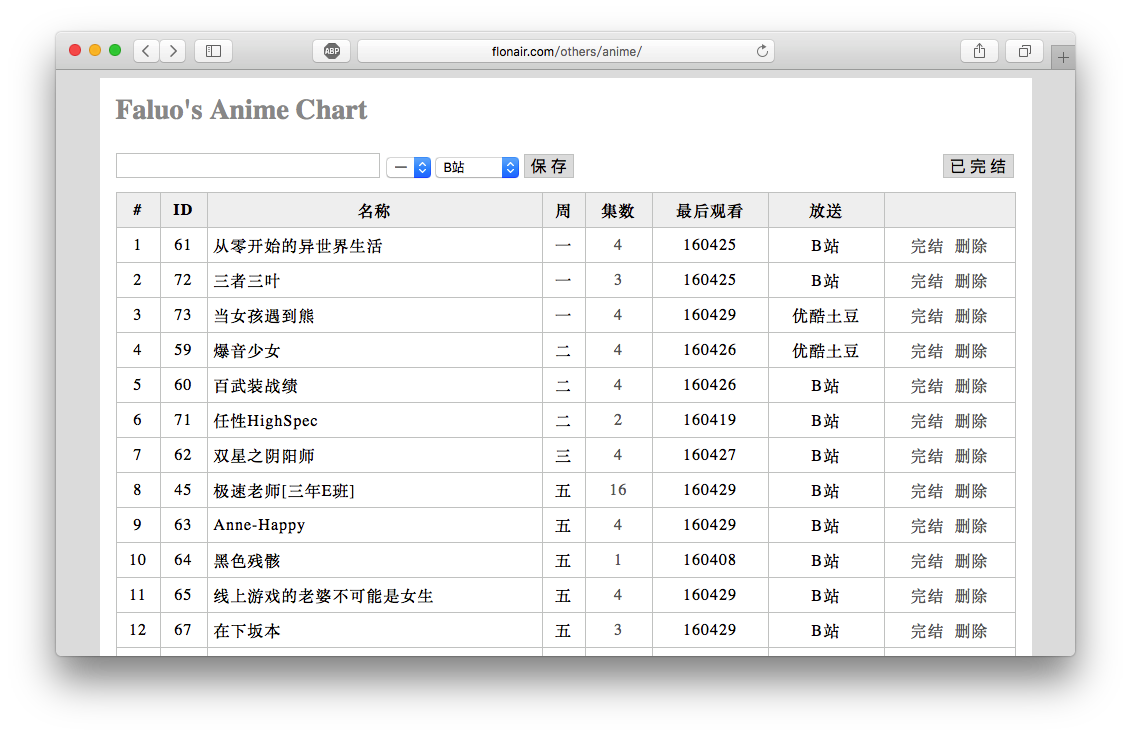 ABP
flonair.com/others/anime/
Faluo's Anime Chart
一 B站 保存 已完结
# ID 名称 周 集数 最后观看 放送
1 61 从零开始的异世界生活 一 4 160425 B站 完结 删除
2 72 三者三叶 一 3 160425 B站 完结 删除
3 73 当女孩遇到熊 一 4 160429 优酷土豆 完结 删除
4 59 爆音少女 二 4 160426 优酷土豆 完结 删除
5 60 百武装战绩 二 4 160426 B站 完结 删除
6 71 任性HighSpec 二 2 160419 B站 完结 删除
7 62 双星之阴阳师 三 4 160427 B站 完结 删除
8 45 极速老师[三年E班] 五 16 160429 B站 完结 删除
9 63 Anne-Happy 五 4 160429 B站 完结 删除
10 64 黑色残骸 五 1 160408 B站 完结 删除
11 65 线上游戏的老婆不可能是女生 五 4 160429 B站 完结 删除
12 67 在下坂本 五 3 160429 B站 完结 删除